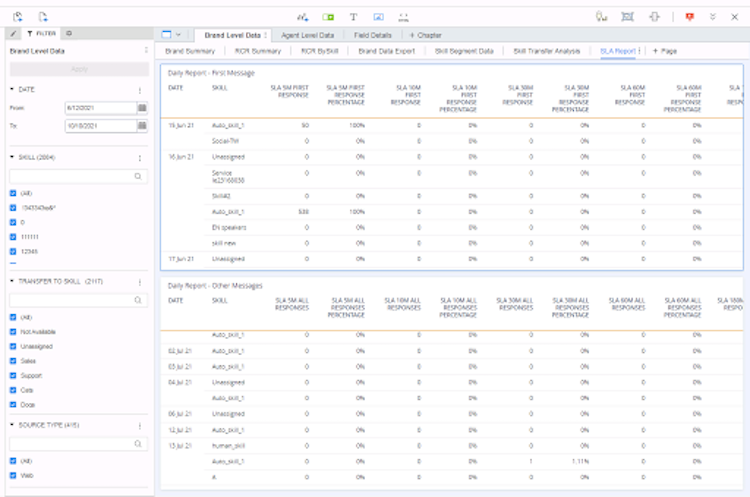 FILTER
Brand Level Data
Agent Level Data
Field Details
+ Chapter
Brand Summary
RCR Summary
RCR BySkill
Brand Data Export
Skill Segment Data
Skill Transfer Analysis
SLA Report
+ Page
Brand Level Data
Apply
DATE
From:
6/12/2021
To:
10/18/2021
SKILL (2004)
(All)
0
111111
12345
TRANSFER TO SKILL (2117)
(All)
Not Available
Unassigned
Sales
Support
Cats
Dogs
SOURCE TYPE (415)
(All)
Web
Daily Report - First Message
DATE SKILL SLA 5M FIRST RESPONSE SLA 5M FIRST RESPONSE PERCENTAGE SLA 10M FIRST RESPONSE SLA 10M FIRST RESPONSE PERCENTAGE SLA 30M FIRST RESPONSE SLA 30M FIRST RESPONSE PERCENTAGE SLA 60M FIRST RESPONSE SLA 60M FIRST RESPONSE PERCENTAGE
15 Jun 21 Auto_skill_1 100% 0 0% 0 0% 0 0%
Social-TM 0 0% 0 0% 0 0% 0 0%
16 Jun 21 Unassigned 0 0% 0 0% 0 0% 0 0%
Service 0 0% 0 0% 0 0% 0 0%
Skill#2 0 0% 0 0% 0 0% 0 0%
Auto_skill_1 100% 0 0% 0 0% 0 0%
EN speakers 0 0% 0 0% 0 0% 0 0%
skill new 0 0% 0 0% 0 0% 0 0%
17 Jun 21 Unassigned 0 0% 0 0% 0 0% 0 0%
Daily Report - Other Messages
DATE SKILL SLA 5M ALL RESPONSES SLA 5M ALL RESPONSES PERCENTAGE SLA 10M ALL RESPONSES SLA 10M ALL RESPONSES PERCENTAGE SLA 30M ALL RESPONSES SLA 30M ALL RESPONSES PERCENTAGE SLA 60M ALL RESPONSES SLA 60M ALL RESPONSES PERCENTAGE
Auto_skill_1 0 0% 0 0% 0 0% 0 0%
02 Jul 21 Auto_skill_1 0 0% 0 0% 0 0% 0 0%
03 Jul 21 Auto_skill_1 0 0% 0 0% 0 0% 0 0%
04 Jul 21 Unassigned 0 0% 0 0% 0 0% 0 0%
Auto_skill_1 0 0% 0 0% 0 0% 0 0%
06 Jul 21 Unassigned 0 0% 0 0% 0 0% 0 0%
12 Jul 21 Auto_skill_1 0 0% 0 0% 0 0% 0 0%
13 Jul 21 human_skill 0 0% 0 0% 0 0% 0 0%
Auto_skill_1 0 0% 0 0% 1 1.11% 0 0%
A 0 0% 0 0% 0 0% 0 0%